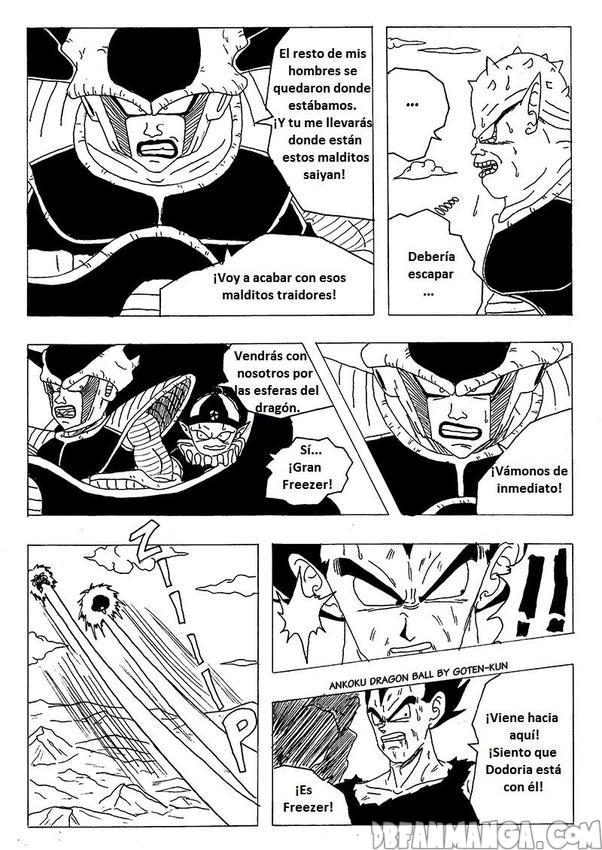 El resto de mis
hombres se
quedaron donde
estábamos.
¡Y tu me llevarás
donde están
estos malditos
saiyan!
¡Voy a acabar con esos
malditos traidores!
...
Debería
escapar
...
Vendrás con
nosotros por
las esferas del
dragón.
Sí...
¡Gran
Freezer!
¡Vámonos de
inmediato!
ZIIIIIP
!!
ANKOKU DRAGON BALL BY GOTEN-KUN
¡Viene hacia
aquí!
¡Siento que
Dodoria está
con él!
¡Es
Freezer!
DBFANMANGA.COM